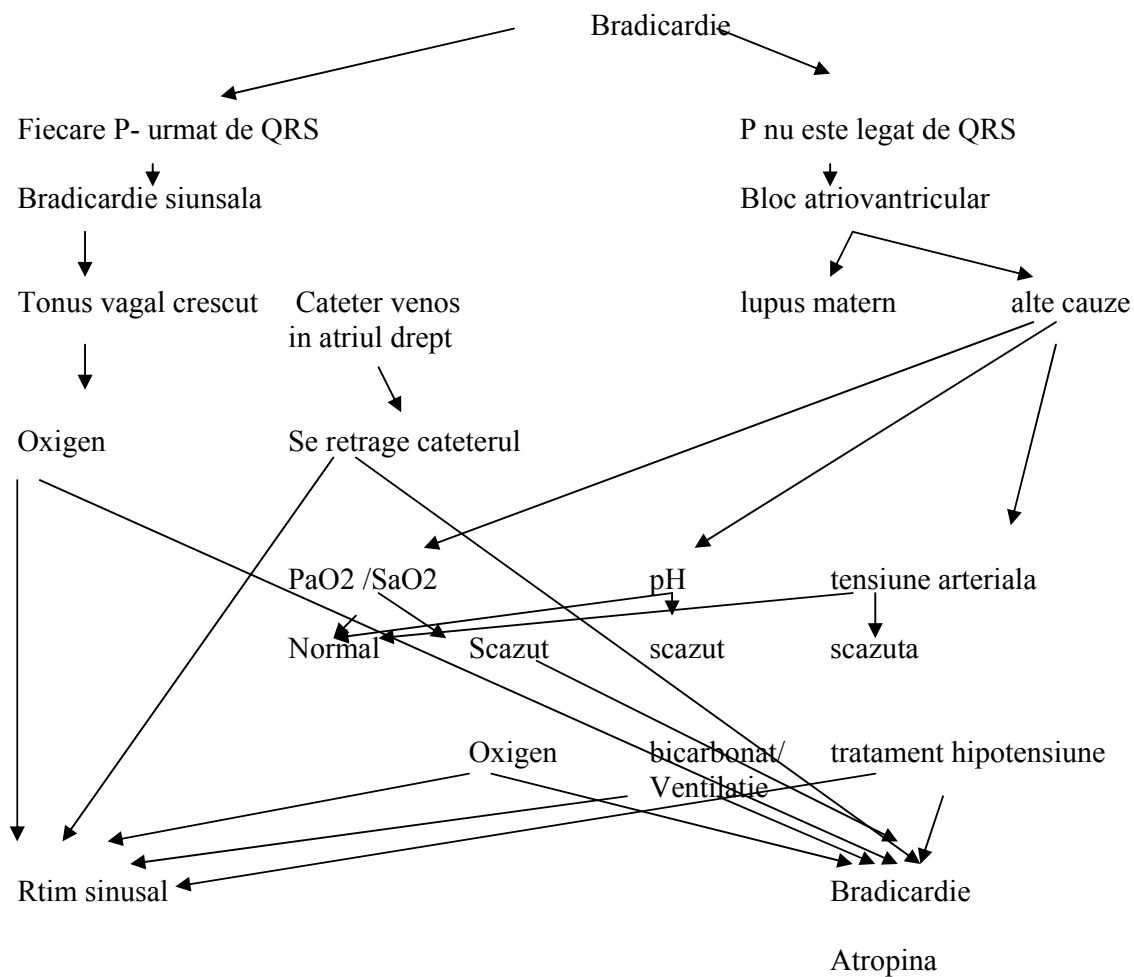 Bradicardie
Fiecare P- urmat de QRS P nu este legat de QRS
Bradicardie siunsala Bloc atriovantricular
Tonus vagal crescut Cateter venos lupus matern alte cauze
in atriul drept
Oxigen Se retrage cateterul
PaO2 /SaO2 pH tensiune arteriala
Normal Scazut scazut scazuta
Oxigen bicarbonat/ tratament hipotensiune
Ventilatie
Rtim sinusal Bradicardie
Atropina